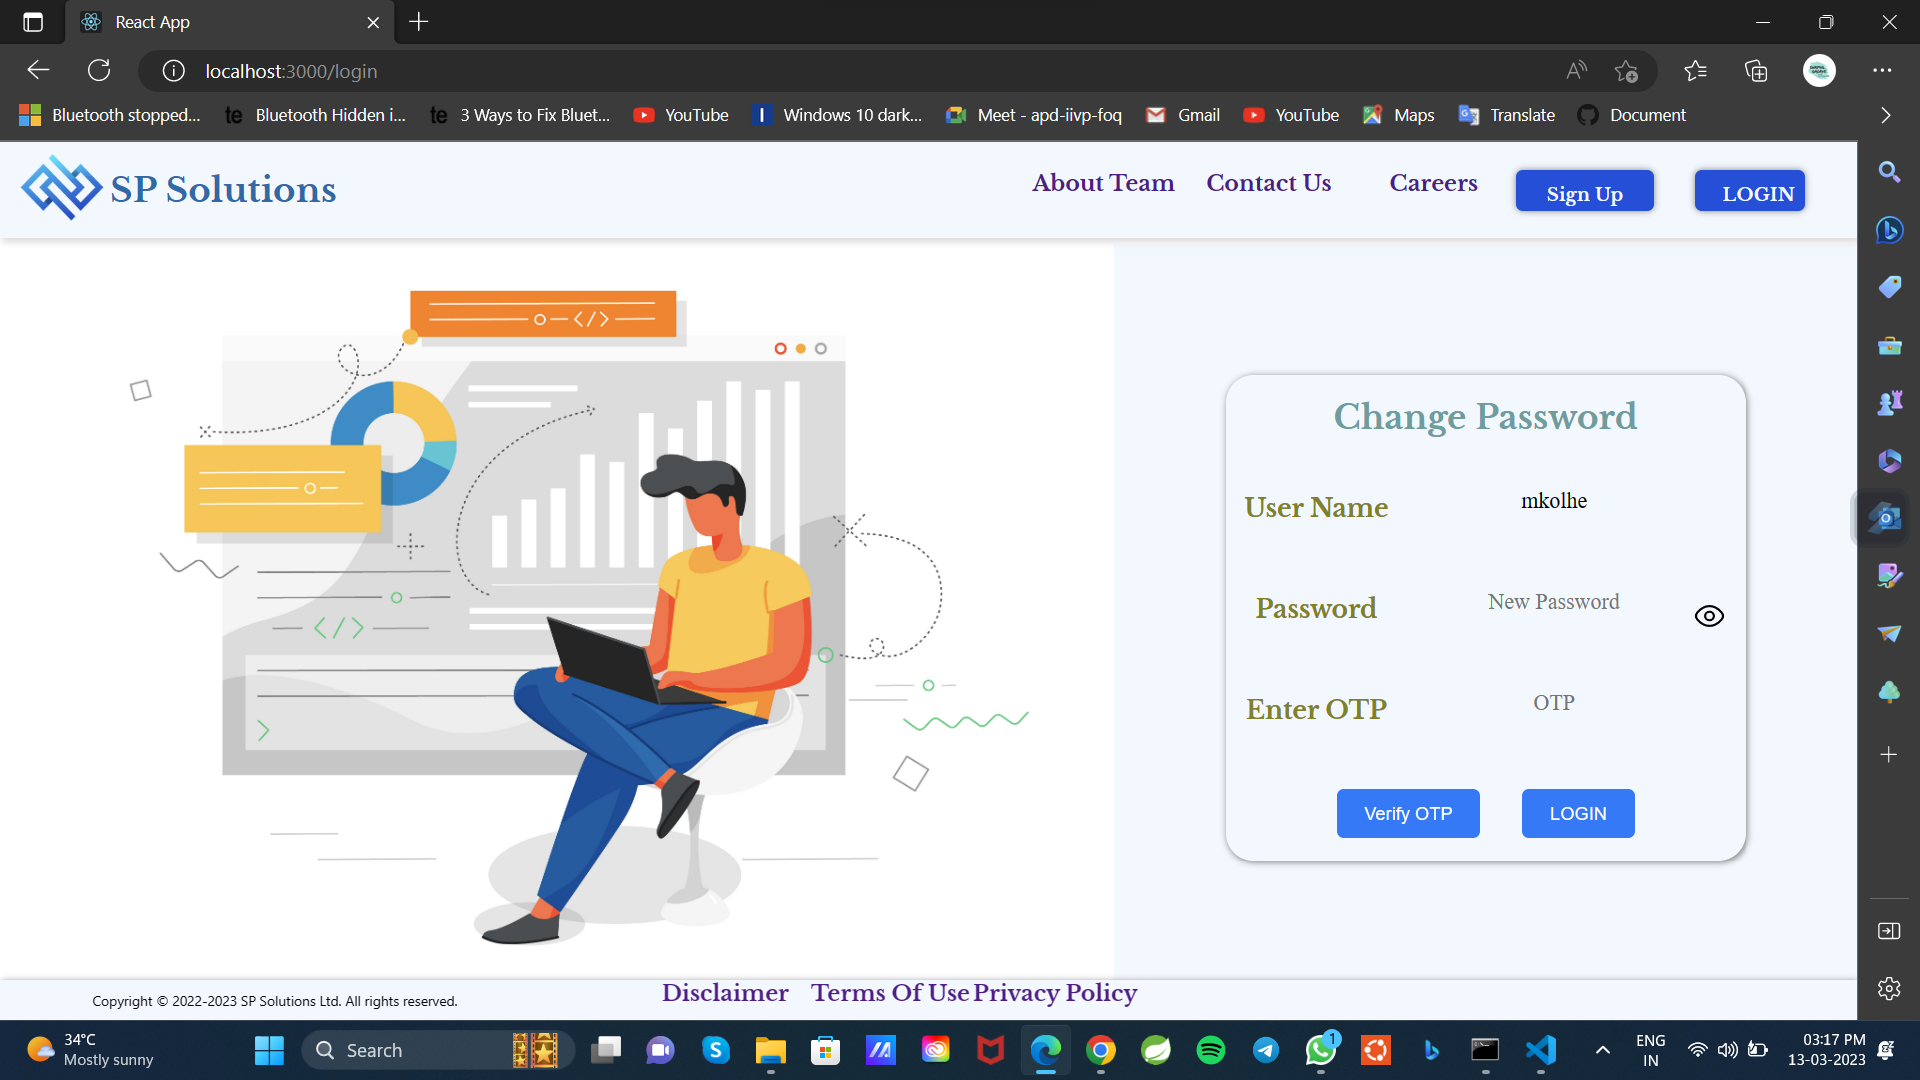 React App
localhost:3000/login
Bluetooth stopped... Bluetooth Hidden i... 3 Ways to Fix Bluet... YouTube Windows 10 dark... Meet - apd-iivp-foq Gmail YouTube Maps Translate Document
SP Solutions About Team Contact Us Careers Sign Up LOGIN
Change Password
User Name mkolhe
Password New Password
Enter OTP OTP
Verify OTP LOGIN
Copyright © 2022-2023 SP Solutions Ltd. All rights reserved. Disclaimer Terms Of Use Privacy Policy
34°C
Mostly sunny
Search
1
ENG
IN
03:17 PM
13-03-2023